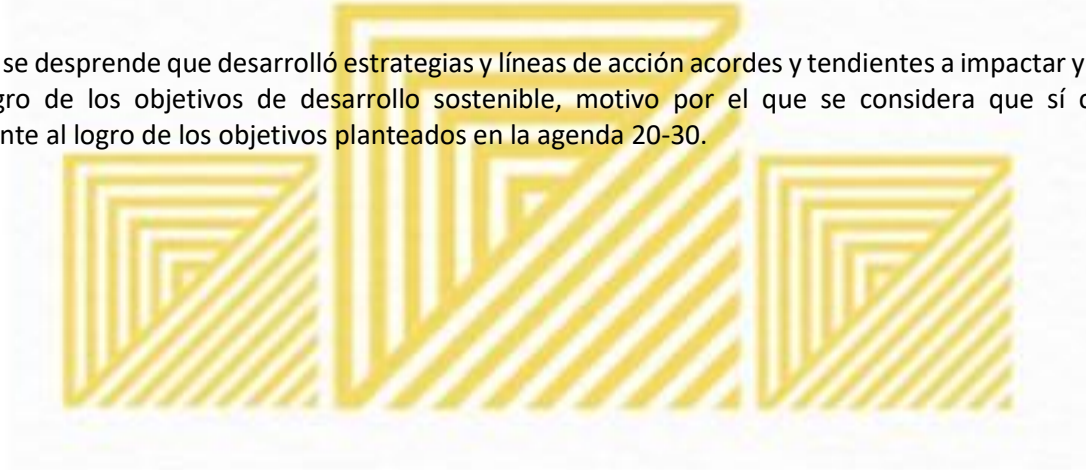 se desprende que desarrolló estrategias y líneas de acción acordes y tendientes a impactar y
gro de los objetivos de desarrollo sostenible, motivo por el que se considera que sí
nte al logro de los objetivos planteados en la agenda 20-30.